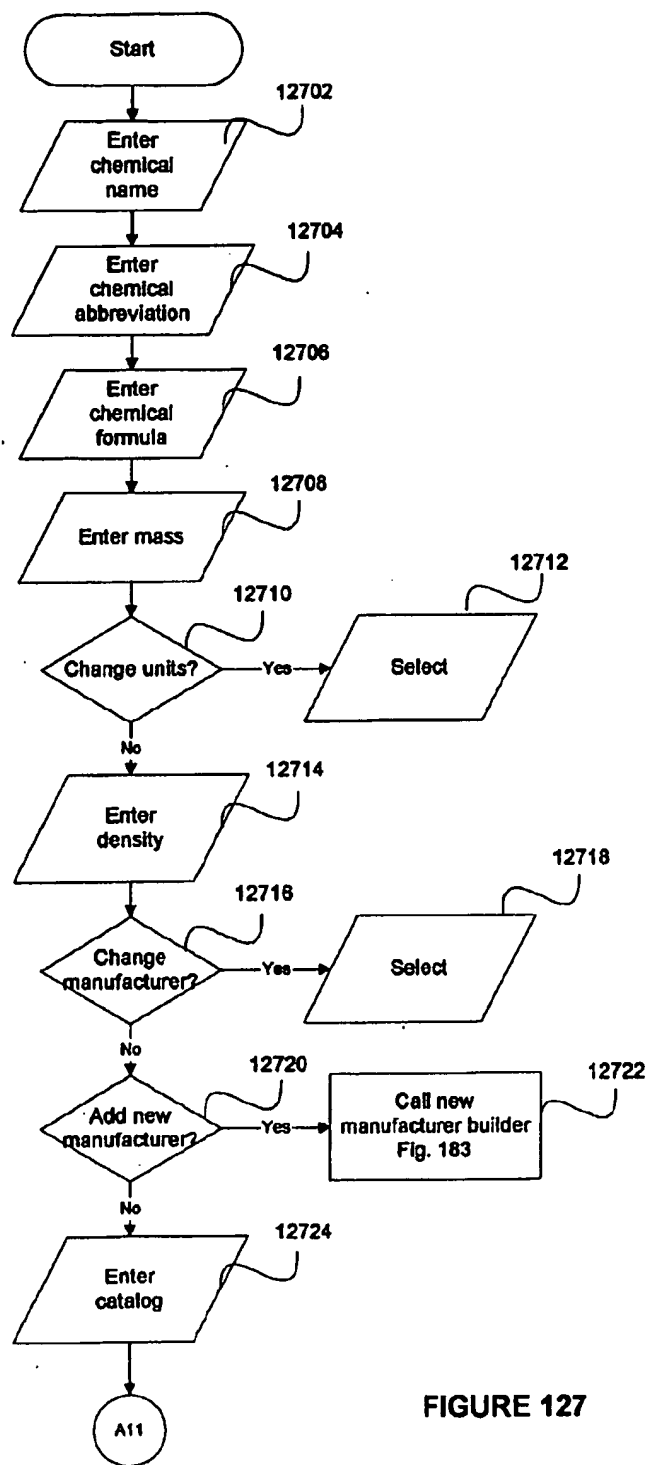 Start
12702
Enter
chemical
name
12704
Enter
chemical
abbreviation
12706
Enter
chemical
formula
12708
Enter mass
12710
12712
Change units?
Yes
Select
No
12714
Enter
density
12716
12718
Change
manufacturer?
Yes
Select
No
12720
12722
Add new
manufacturer?
Yes
Call new
manufacturer builder
Fig. 183
No
12724
Enter
catalog
A11
FIGURE 127